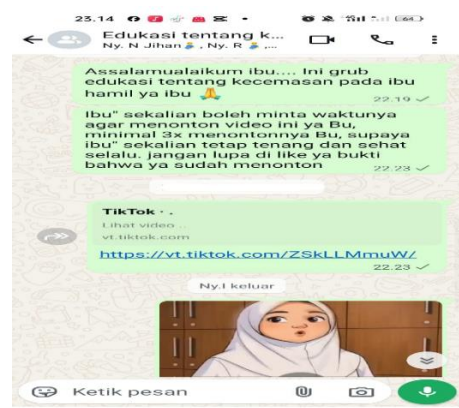 23.14
64
Edukasi tentang k...
Ny. N Jihan, Ny. R ,...
Assalamualaikum ibu.... Ini grub
edukasi tentang kecemasan pada ibu
hamil ya ibu
22.19
Ibu" sekalian boleh minta waktunya
agar menonton video ini ya Bu,
minimal 3x menontonnya Bu, supaya
ibu" sekalian tetap tenang dan sehat
selalu. jangan lupa di like ya bukti
bahwa ya sudah menonton
22.23
TikTok · .
Lihat video ...
vt.tiktok.com
https://vt.tiktok.com/ZSkLLMmuW/
22.23
Ny.I keluar
Ketik pesan